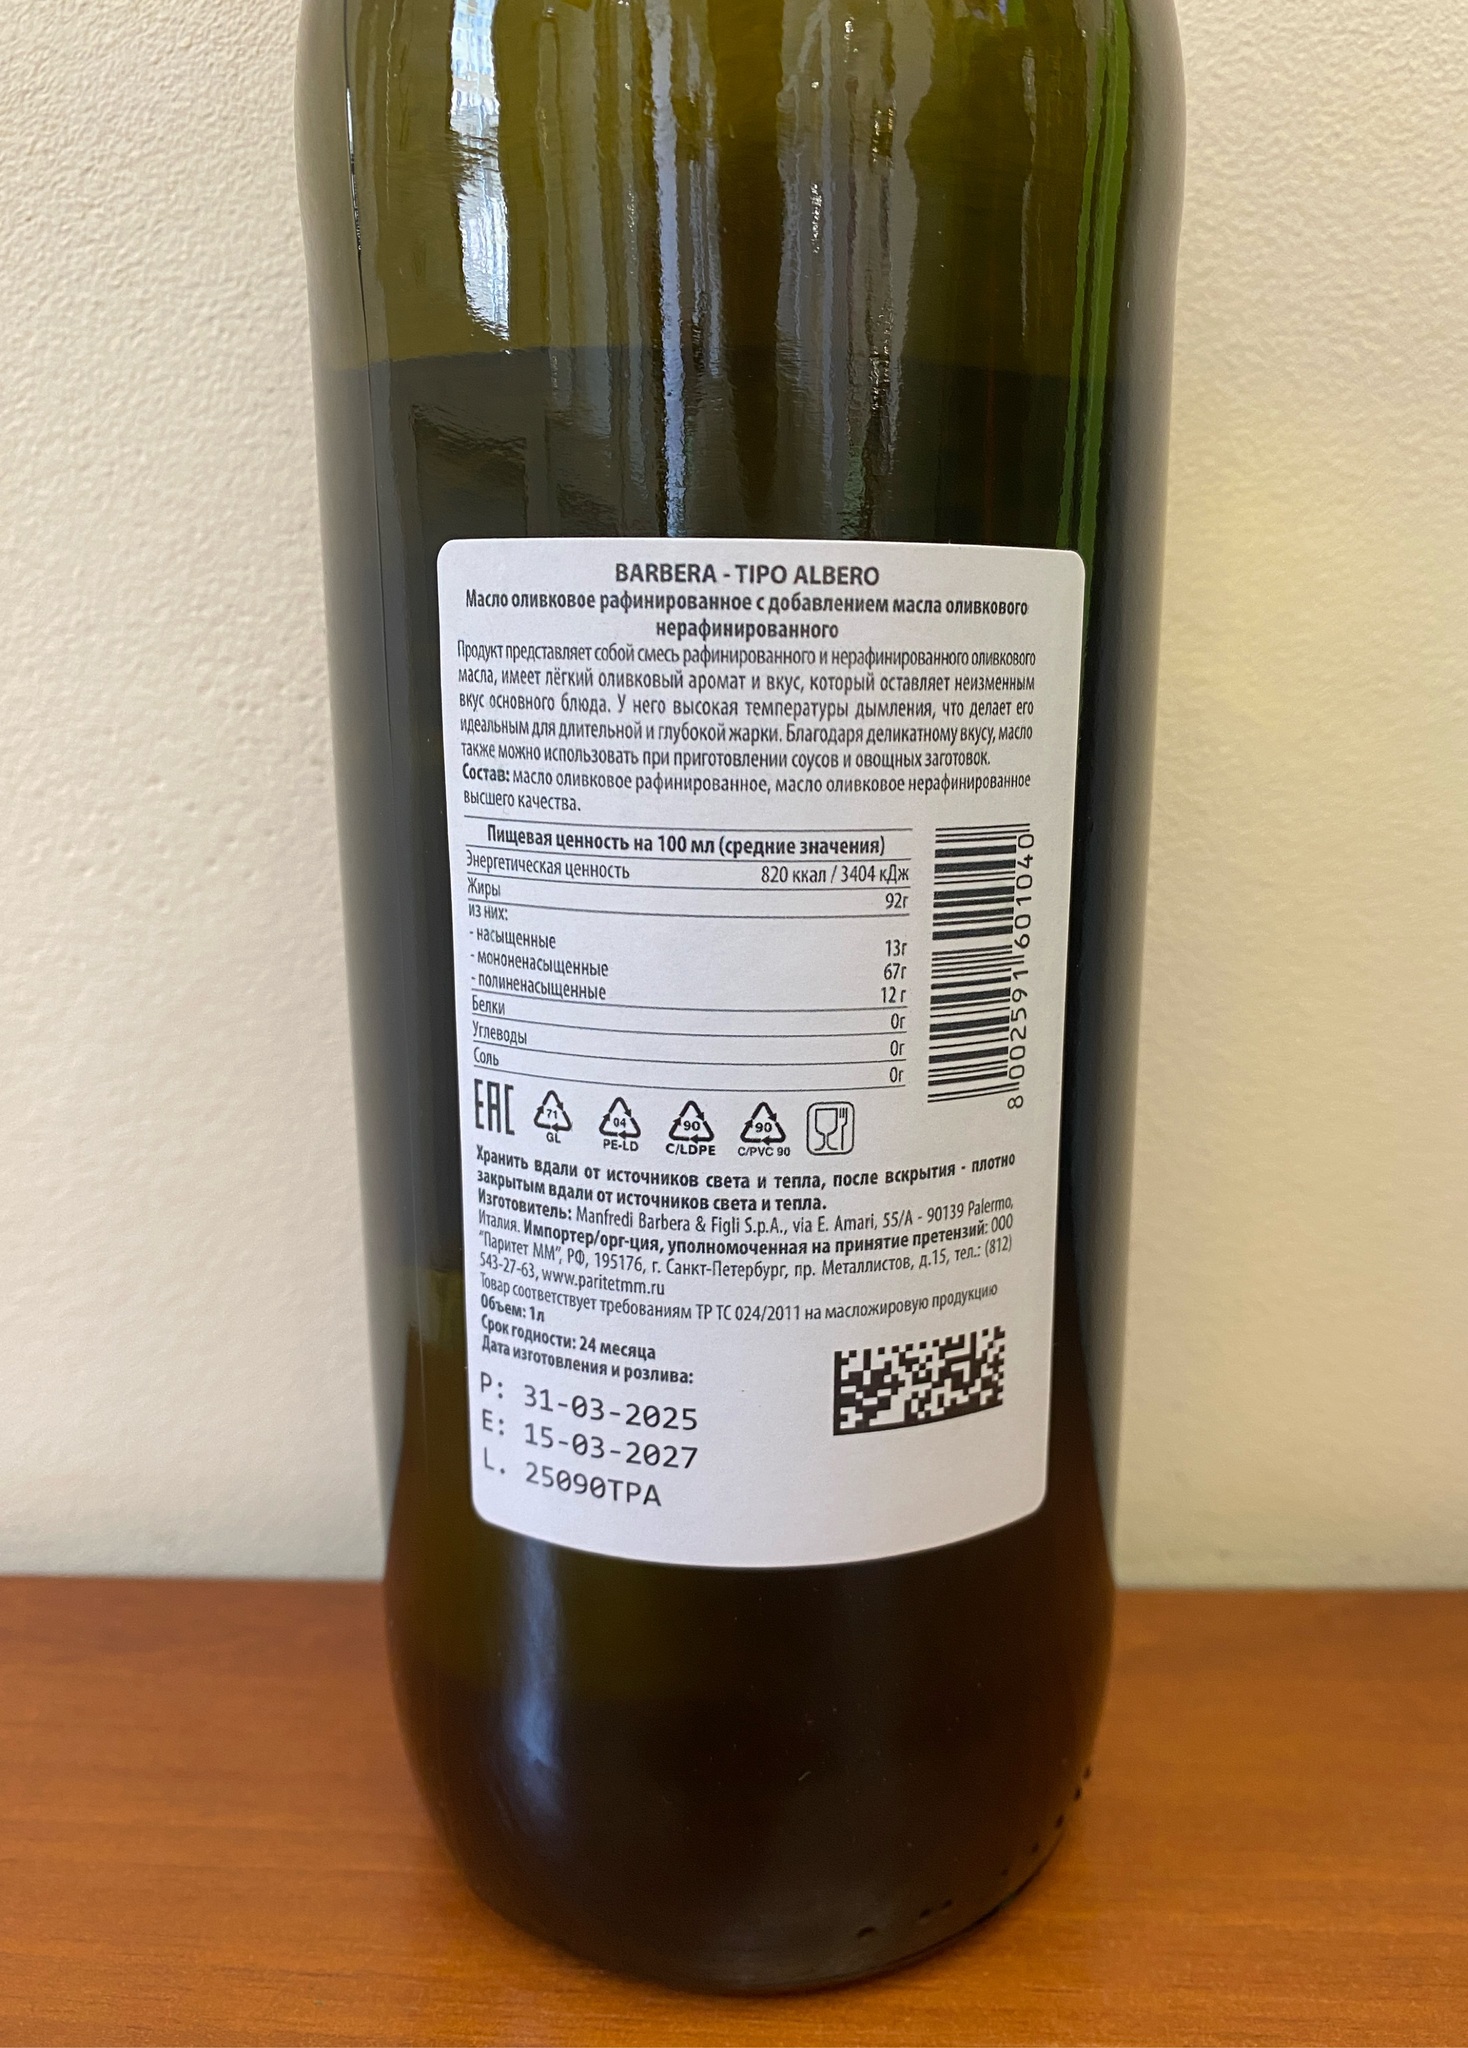 BARBERA - TIPO ALBERO
Масло оливковое рафинированное с добавлением масла оливкового
нерафинированного
Продукт представляет собой смесь рафинированного и нерафинированного оливкового
масла, имеет лёгкий оливковый аромат и вкус, который оставляет неизменным
вкус основного блюда. У него высокая температуры дымления, что делает его
идеальным для длительной и глубокой жарки. Благодаря деликатному вкусу, масло
также можно использовать при приготовлении соусов и овощных заготовок.
Состав: масло оливковое рафинированное, масло оливковое нерафинированное
высшего качества.
Пищевая ценность на 100 мл (средние значения)
Энергетическая ценность 820 ккал / 3404 кДж
Жиры 92г
из них:
- насыщенные 13г
- мононенасыщенные 67г
- полиненасыщенные 12 г
Белки 0г
Углеводы 0г
Соль 0г
8 002591 601040
EAC
71
GL
04
PE-LD
90
C/LDPE
90
C/PVC 90
Хранить вдали от источников света и тепла, после вскрытия - плотно
закрытым вдали от источников света и тепла.
Изготовитель: Manfredi Barbera & Figli S.p.A., via E. Amari, 55/A - 90139 Palermo,
Италия. Импортер/орг-ция, уполномоченная на принятие претензий: ООО
"Паритет ММ", РФ, 195176, г. Санкт-Петербург, пр. Металлистов, д.15, тел.: (812)
543-27-63, www.paritetmm.ru
Товар соответствует требованиям ТР ТС 024/2011 на масложировую продукцию
Объем: 1л
Срок годности: 24 месяца
Дата изготовления и розлива:
P: 31-03-2025
E: 15-03-2027
L. 25090TPA